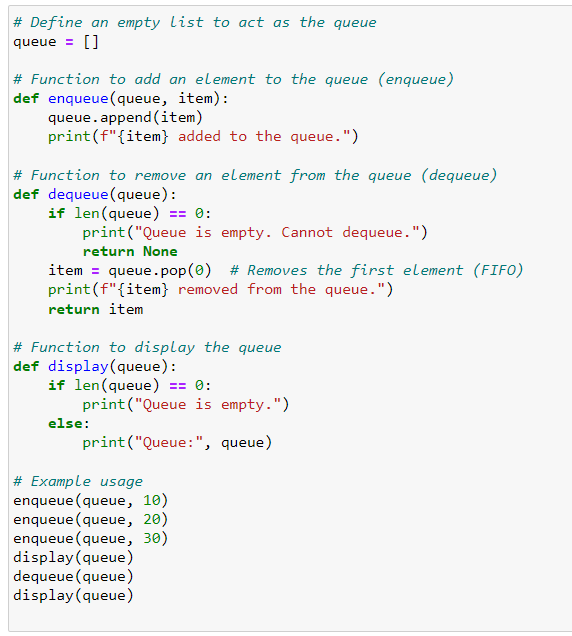 # Define an empty list to act as the queue
queue = []

# Function to add an element to the queue (enqueue)
def enqueue(queue, item):
    queue.append(item)
    print(f"{item} added to the queue.")

# Function to remove an element from the queue (dequeue)
def dequeue(queue):
    if len(queue) == 0:
        print("Queue is empty. Cannot dequeue.")
        return None
    item = queue.pop(0)  # Removes the first element (FIFO)
    print(f"{item} removed from the queue.")
    return item

# Function to display the queue
def display(queue):
    if len(queue) == 0:
        print("Queue is empty.")
    else:
        print("Queue:", queue)

# Example usage
enqueue(queue, 10)
enqueue(queue, 20)
enqueue(queue, 30)
display(queue)
dequeue(queue)
display(queue)